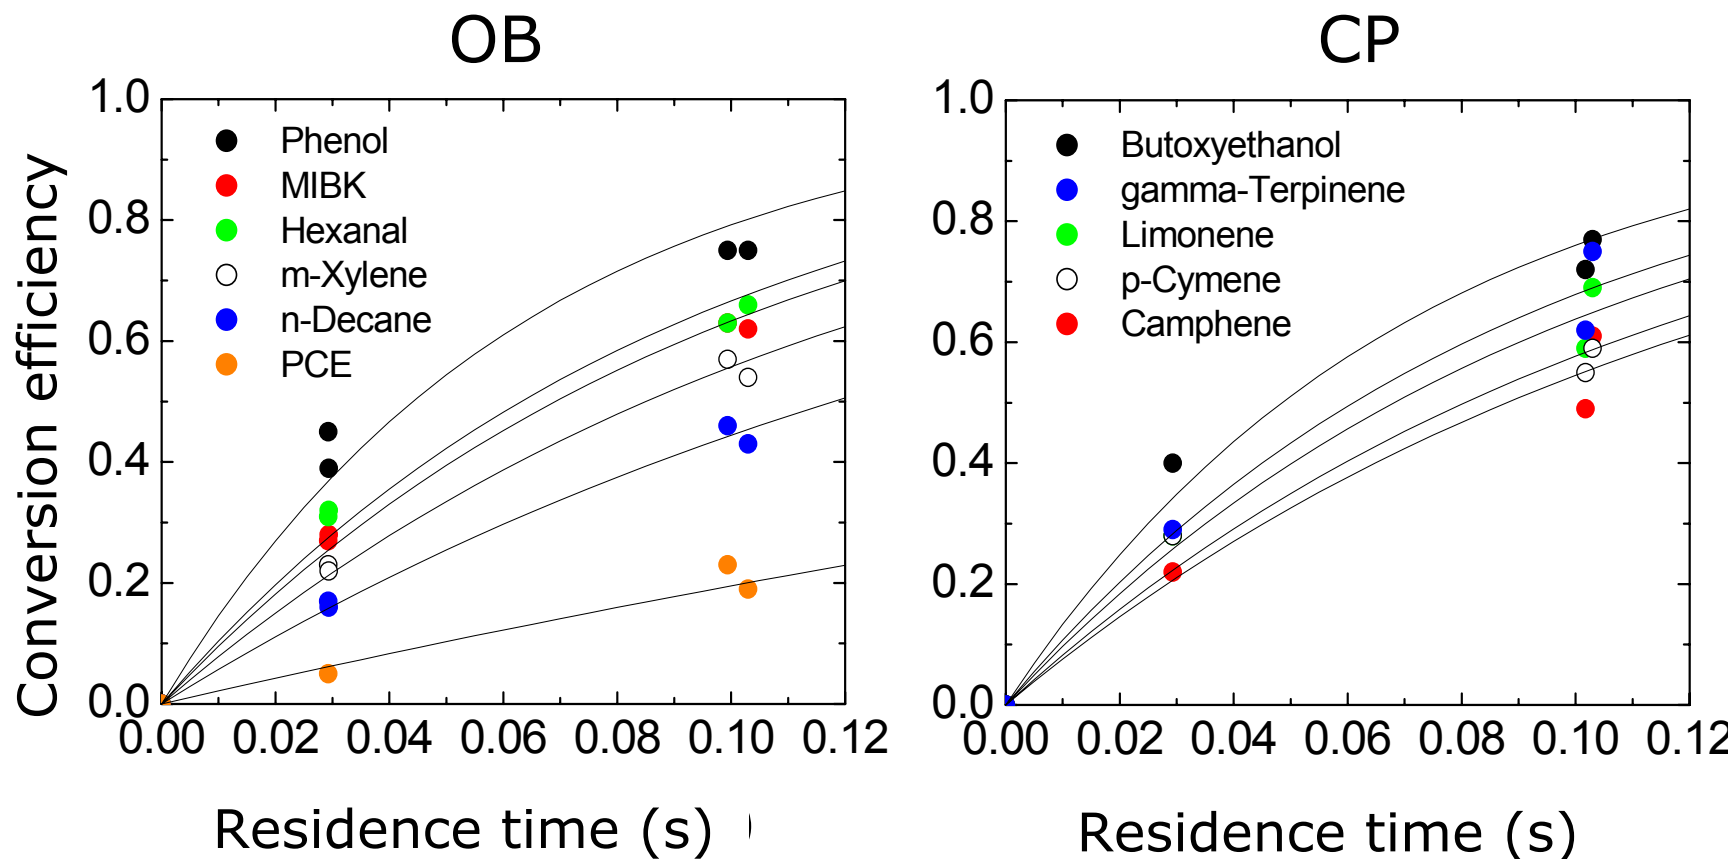 OB
CP
Conversion efficiency
1.0
0.8
0.6
0.4
0.2
0.0
Phenol
MIBK
Hexanal
m-Xylene
n-Decane
PCE
0.00 0.02 0.04 0.06 0.08 0.10 0.12
Residence time (s)
1.0
0.8
0.6
0.4
0.2
0.0
Butoxyethanol
gamma-Terpinene
Limonene
p-Cymene
Camphene
0.00 0.02 0.04 0.06 0.08 0.10 0.12
Residence time (s)